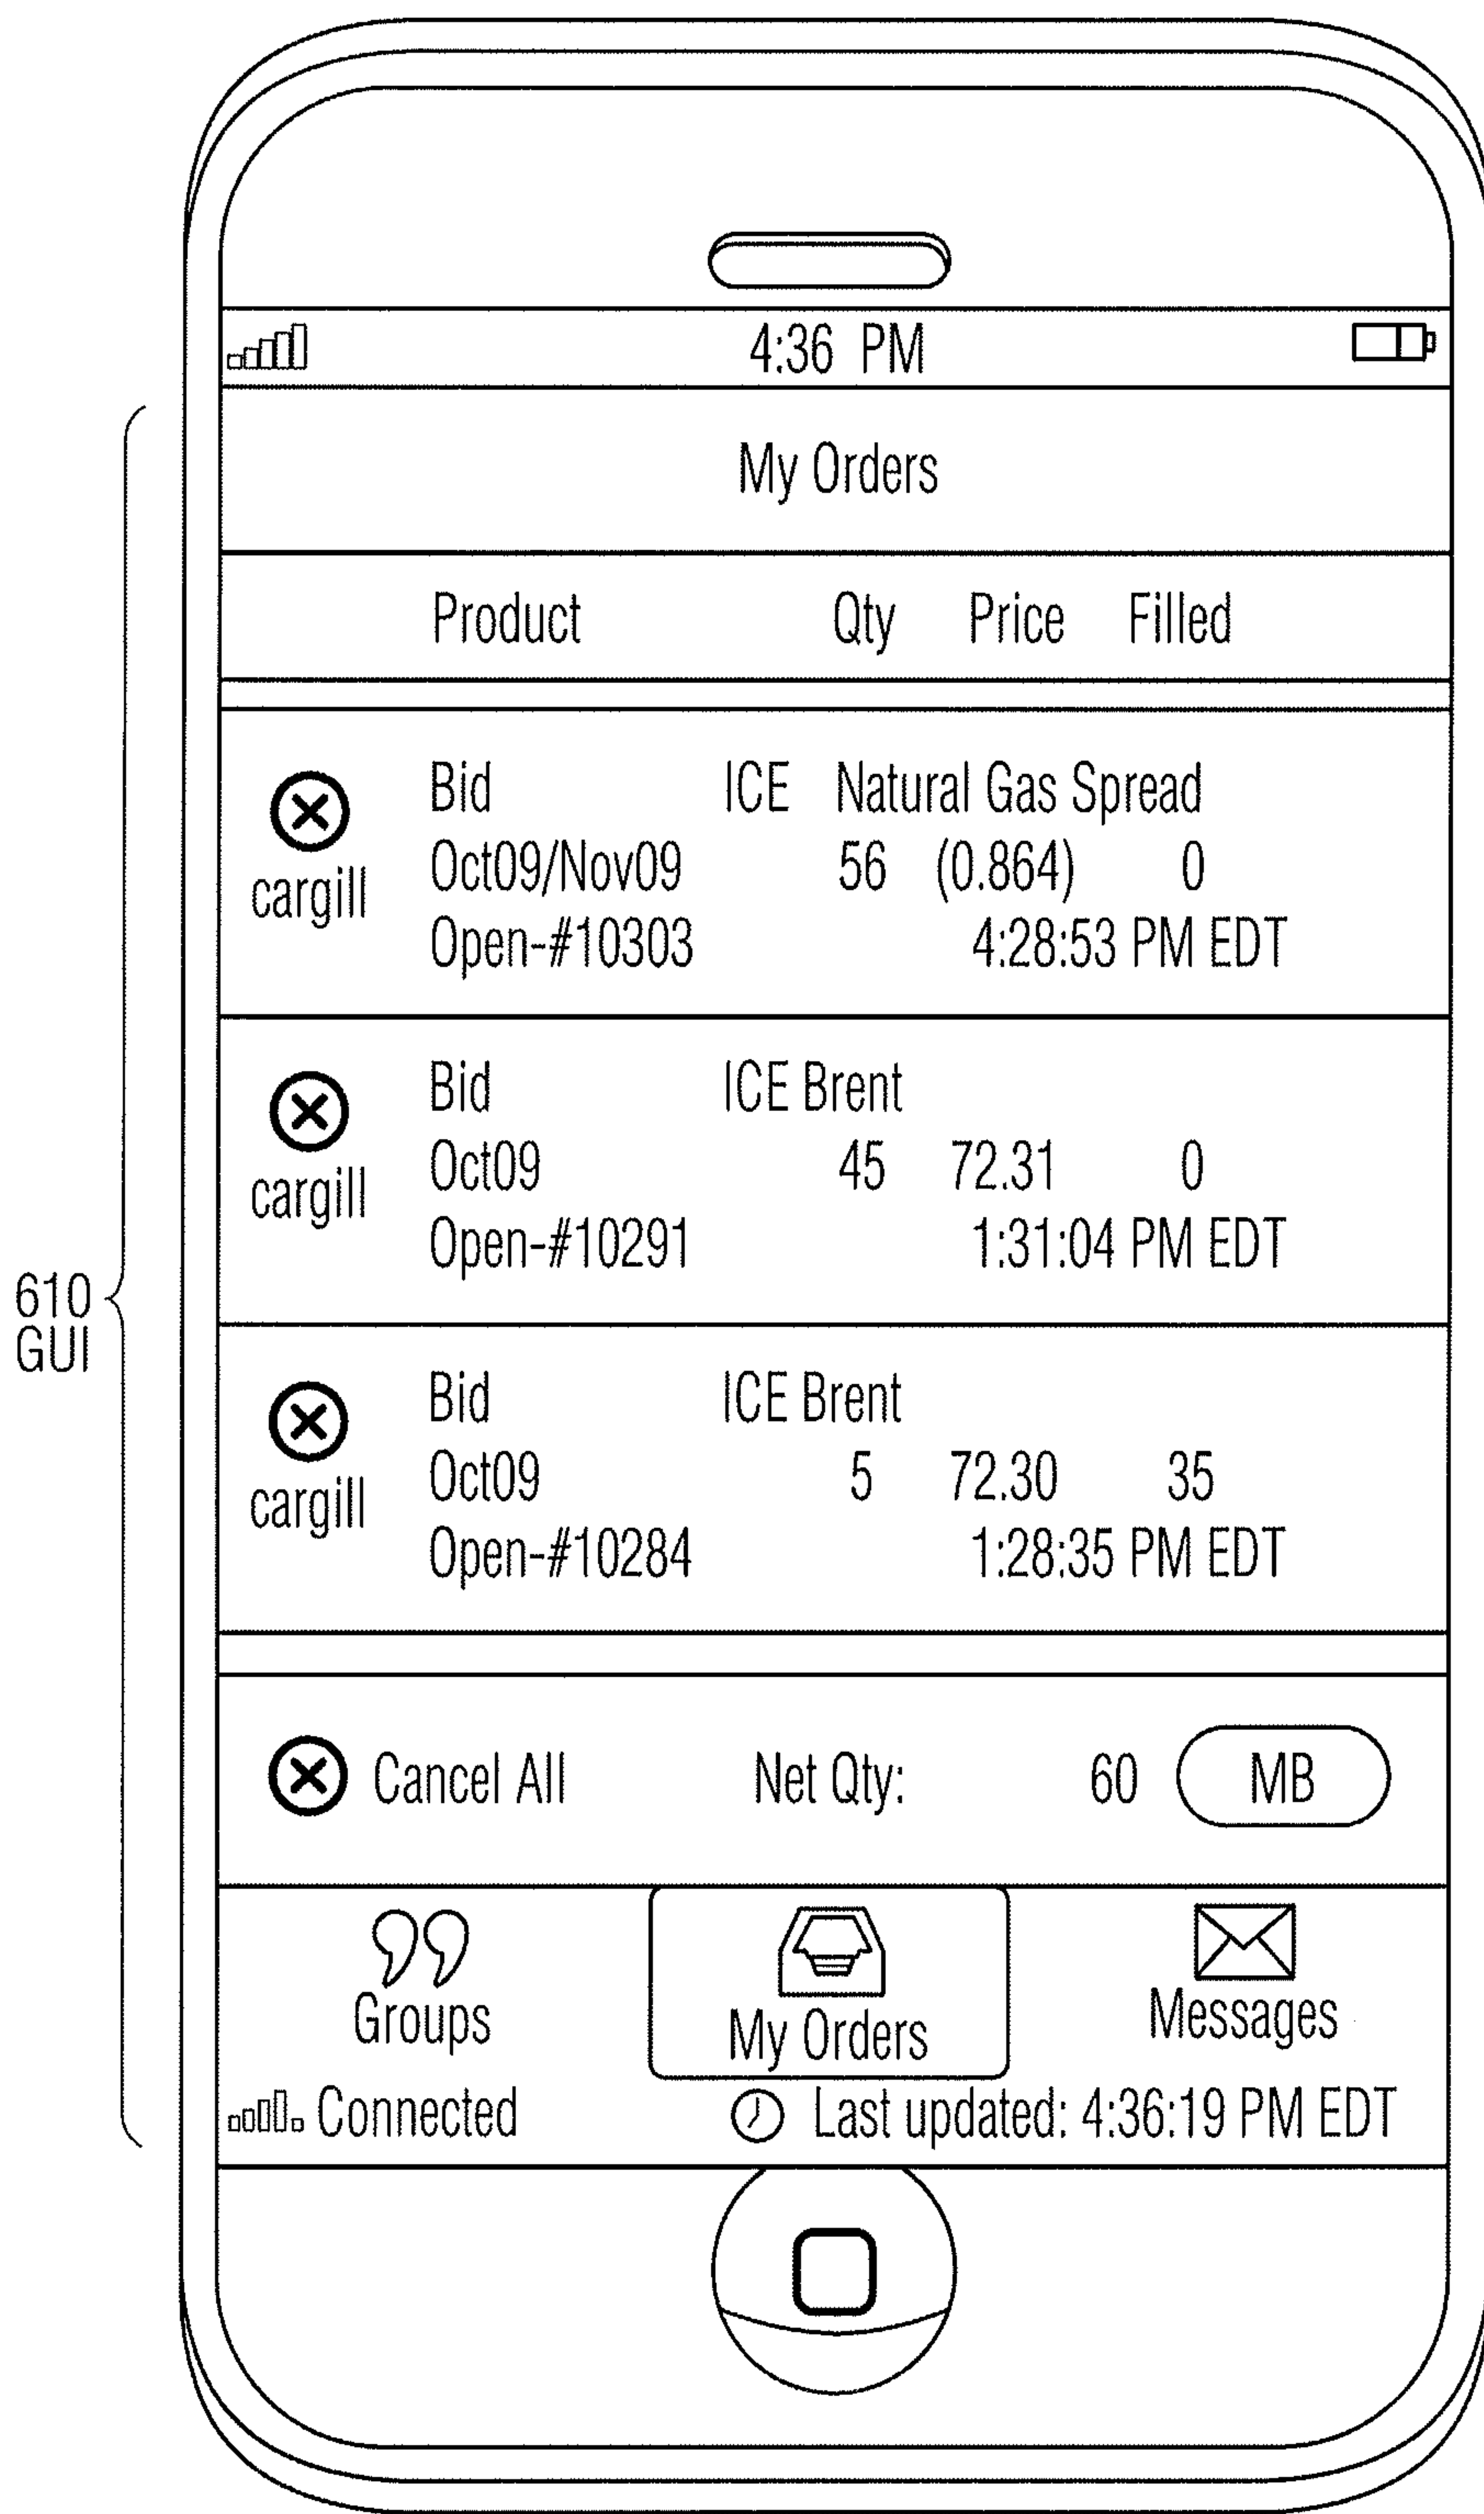 4:36 PM
My Orders
Product Qty Price Filled
Bid ICE Natural Gas Spread
cargill Oct09/Nov09 56 (0.864) 0
Open-#10303 4:28:53 PM EDT
Bid ICE Brent
cargill Oct09 45 72.31 0
Open-#10291 1:31:04 PM EDT
610
GUI
Bid ICE Brent
cargill Oct09 5 72.30 35
Open-#10284 1:28:35 PM EDT
Cancel All Net Qty: 60 MB
Groups My Orders Messages
Connected Last updated: 4:36:19 PM EDT